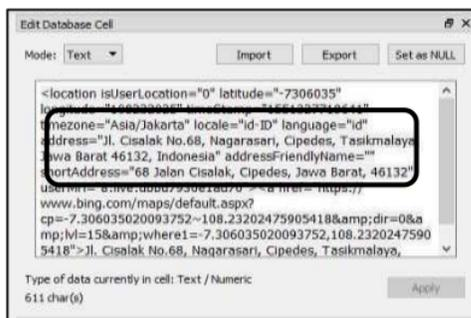 Edit Database Cell
Mode: Text Import Export Set as NULL
<location isUserLocation="0" latitude="-7306035"
timezone="Asia/Jakarta" locale="id-ID" language="id"
address="Jl. Cisalak No.68, Nagarasari, Cipedes, Tasikmalaya,
Jawa Barat 46132, Indonesia" addressFriendlyName=""
shortAddress="68 Jalan Cisalak, Cipedes, Jawa Barat, 46132"
www.bing.com/maps/default.aspx?
cp=-7.306035020093752~108.23202475905418&amp;dir=0&a
mp;lvl=15&amp;where1=-7.306035020093752,108.2320247590
5418">Jl. Cisalak No.68, Nagarasari, Cipedes, Tasikmalaya,
Type of data currently in cell: Text / Numeric
611 char(s)
Apply